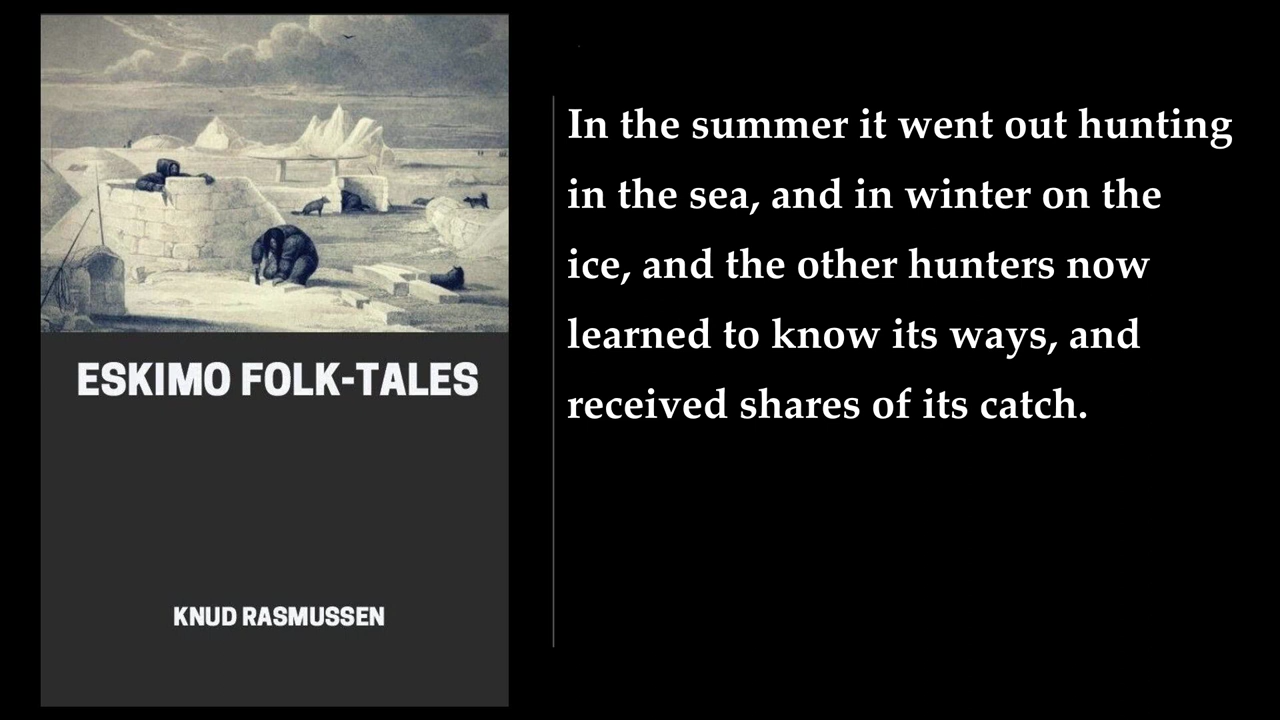 ESKIMO FOLK-TALES
KNUD RASMUSSEN
In the summer it went out hunting
in the sea, and in winter on the
ice, and the other hunters now
learned to know its ways, and
received shares of its catch.